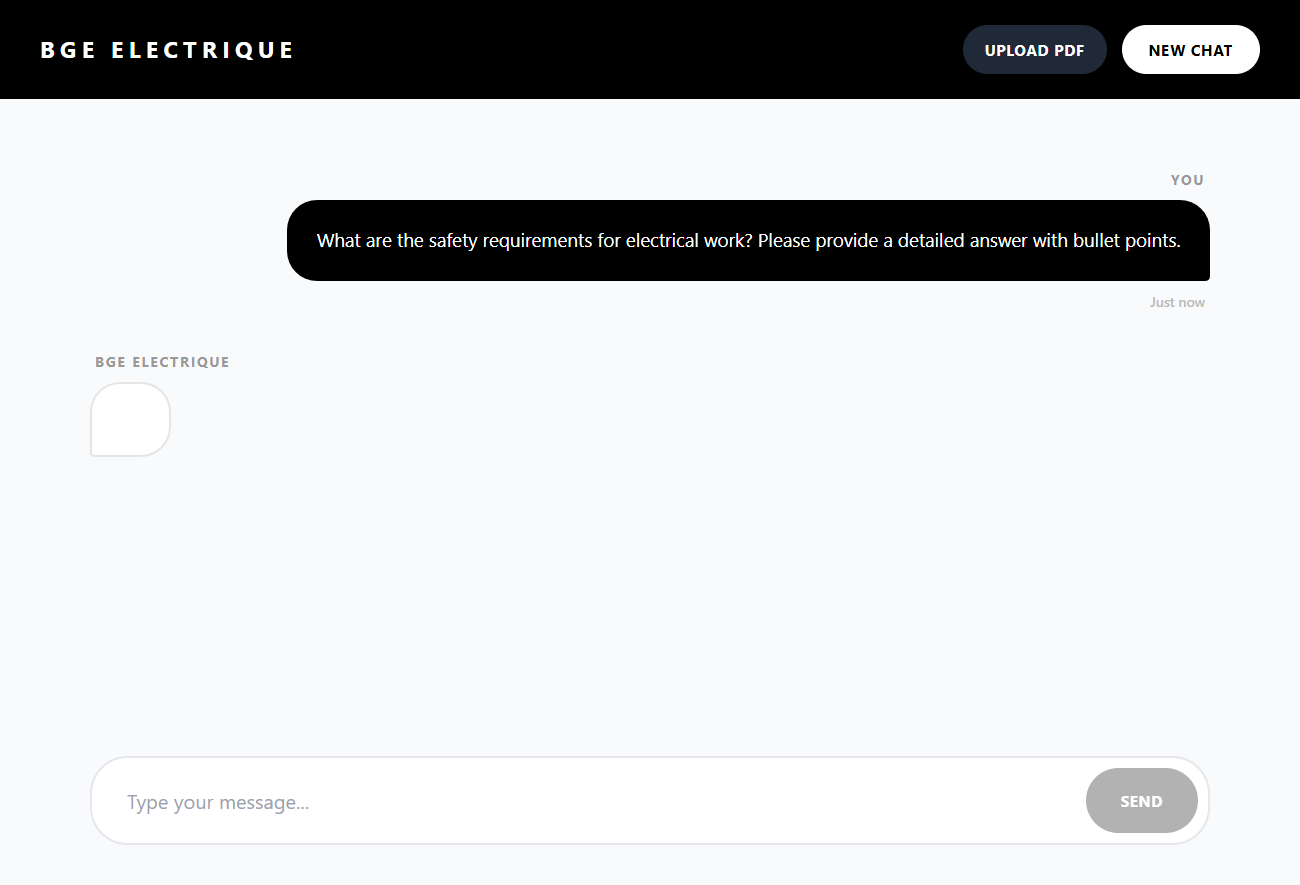 BGE ELECTRIQUE
UPLOAD PDF
NEW CHAT
YOU
What are the safety requirements for electrical work? Please provide a detailed answer with bullet points.
Just now
BGE ELECTRIQUE
Type your message...
SEND